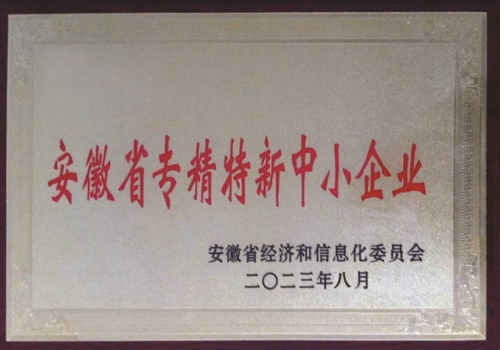 安徽省专精特新中小企业
安徽省经济和信息化委员会
二〇二三年八月